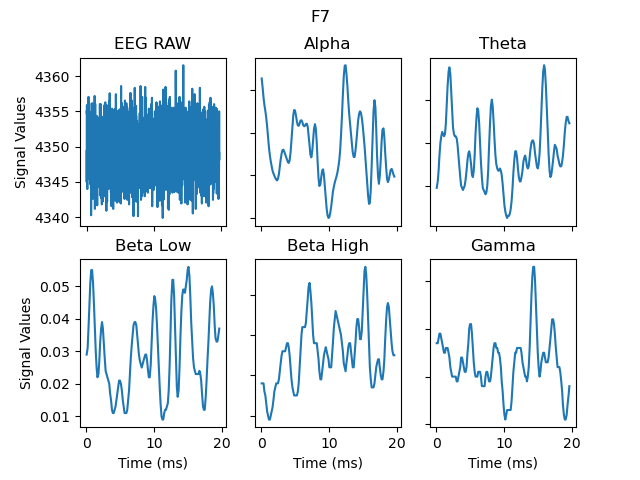 F7
EEG RAW
Alpha
Theta
Signal Values
4360
4355
4350
4345
4340
Beta Low
Beta High
Gamma
Signal Values
0.05
0.04
0.03
0.02
0.01
0 10 20
0 10 20
0 10 20
Time (ms)
Time (ms)
Time (ms)